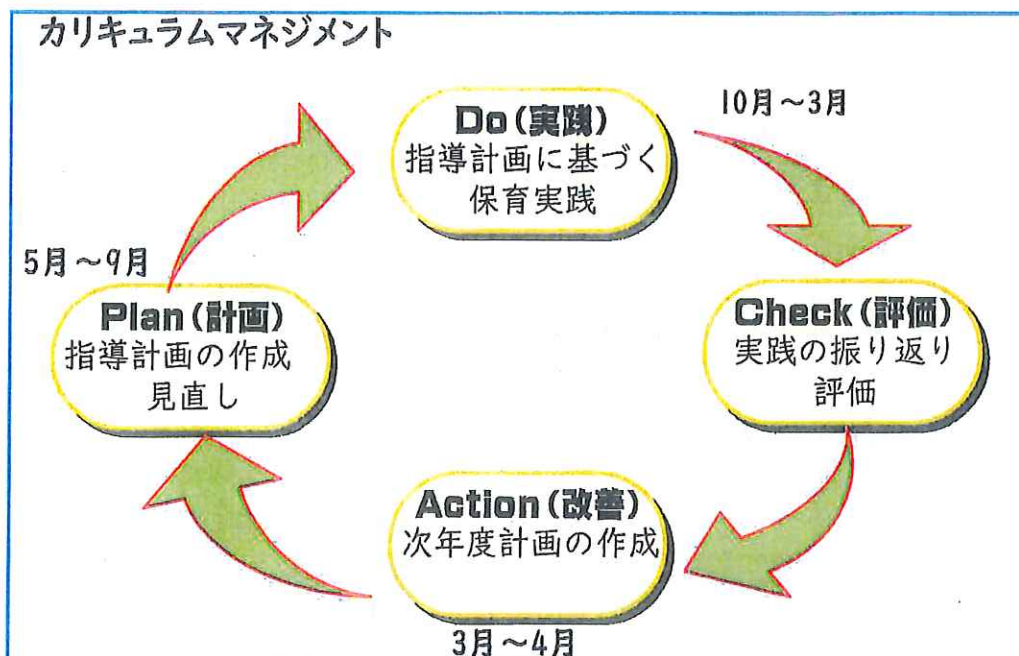 カリキュラムマネジメント
Do(実践)
指導計画に基づく
保育実践
10月～3月
5月～9月
Plan(計画)
指導計画の作成
見直し
Check(評価)
実践の振り返り
評価
Action(改善)
次年度計画の作成
3月～4月